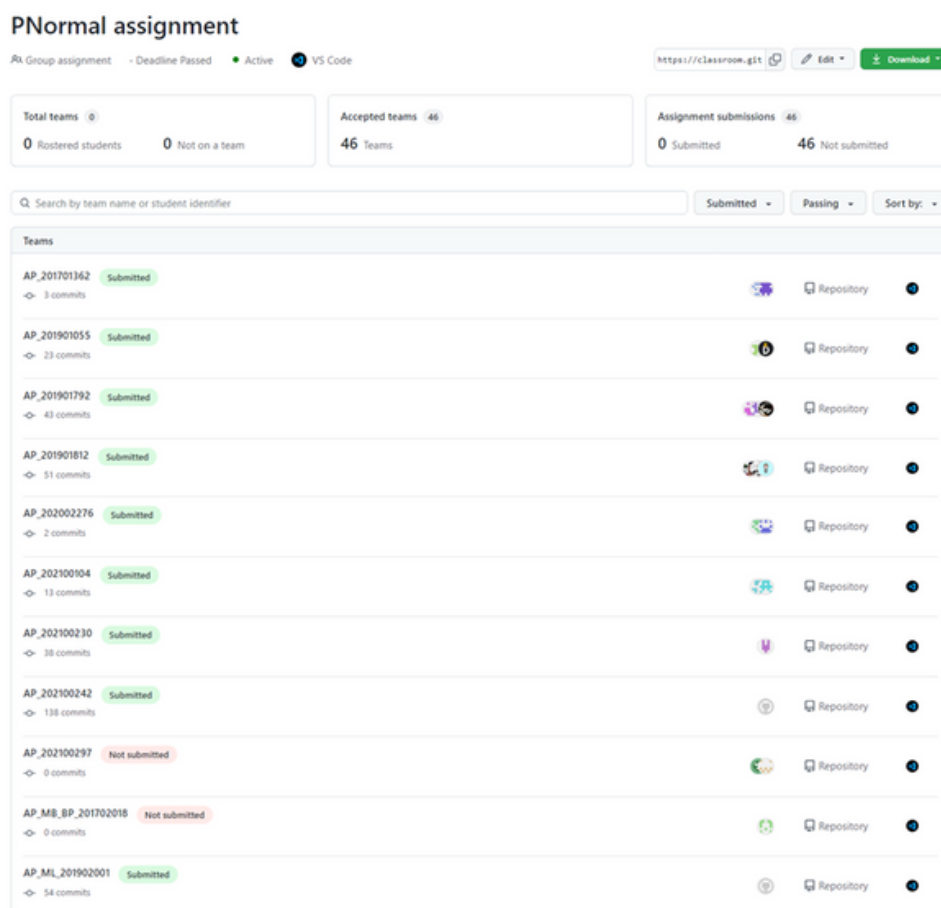 PNormal assignment
Group assignment - Deadline Passed Active VS Code https://classroom.git Edit Download
Total teams 0 Accepted teams 46 Assignment submissions 46
0 Rostered students 0 Not on a team 46 Teams 0 Submitted 46 Not submitted
Search by team name or student identifier Submitted Passing Sort by:
Teams
AP_201701362 Submitted
3 commits Repository
AP_201901055 Submitted
23 commits Repository
AP_201901792 Submitted
43 commits Repository
AP_201901812 Submitted
51 commits Repository
AP_202002276 Submitted
2 commits Repository
AP_202100104 Submitted
13 commits Repository
AP_202100230 Submitted
38 commits Repository
AP_202100242 Submitted
138 commits Repository
AP_202100297 Not submitted
0 commits Repository
AP_MB_BP_201702018 Not submitted
0 commits Repository
AP_ML_201902001 Submitted
54 commits Repository